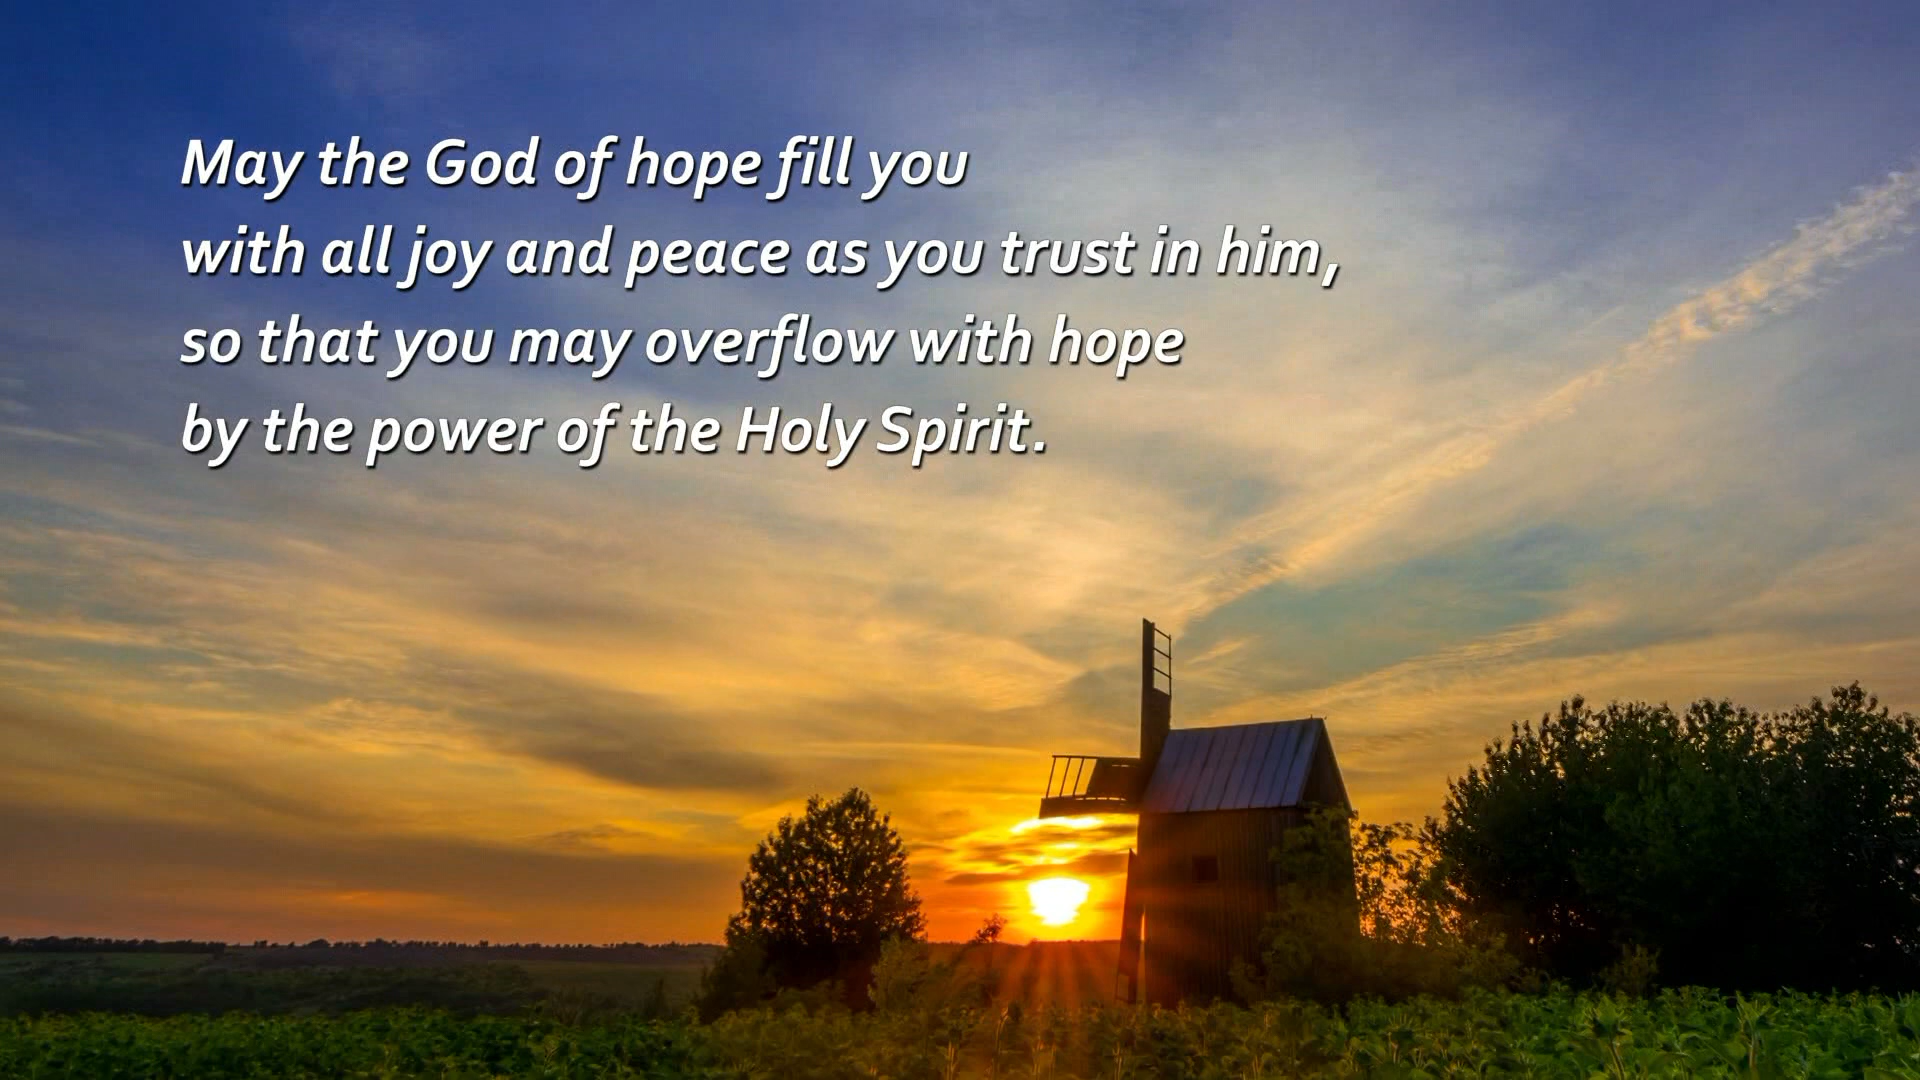 May the God of hope fill you
with all joy and peace as you trust in him,
so that you may overflow with hope
by the power of the Holy Spirit.